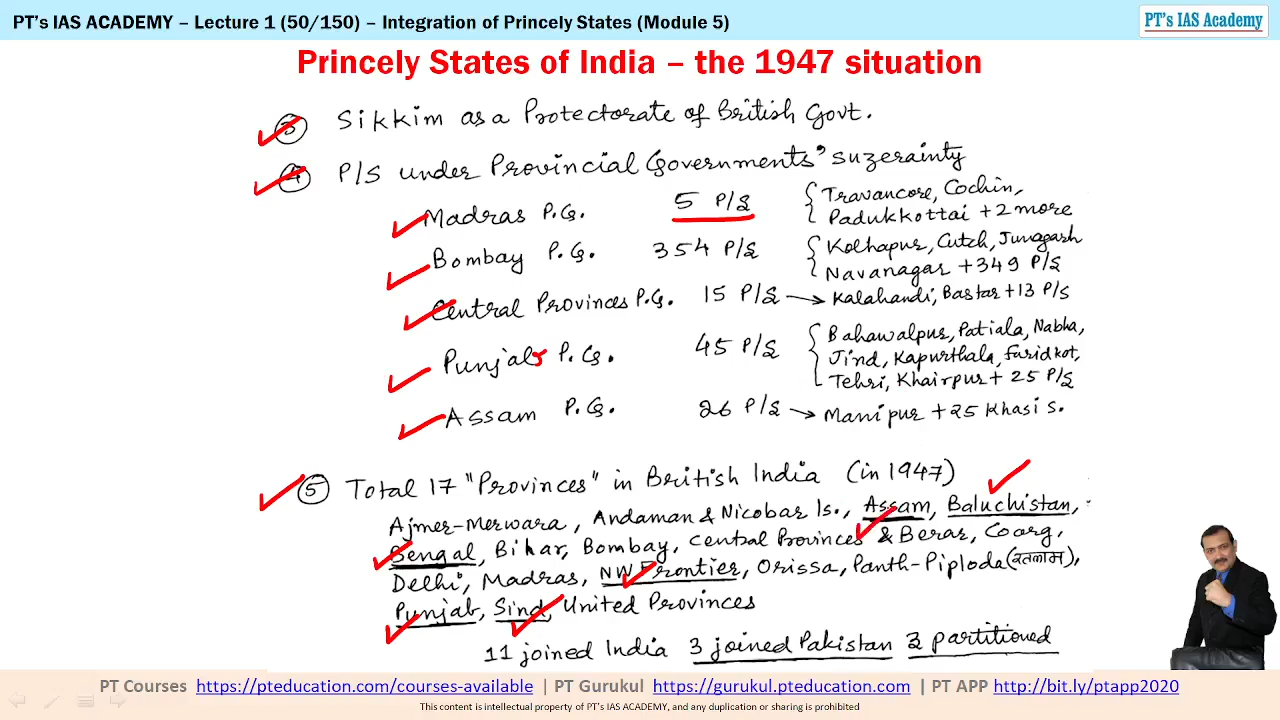 PT's IAS ACADEMY – Lecture 1 (50/150) – Integration of Princely States (Module 5)
PT's IAS Academy
Princely States of India – the 1947 situation
3 Sikkim as a Protectorate of British Govt.
4 P/S under Provincial Governments' suzerainty
Madras P.G. 5 P/S Travancore, Cochin,
Padukkottai + 2 more
Bombay P.G. 354 P/S Kolhapur, Cutch, Junagarh
Navanagar + 349 P/S
Central Provinces P.G. 15 P/S → Kalahandi, Bastar + 13 P/S
Punjab P.G. 45 P/S Bahawalpur, Patiala, Nabha,
Jind, Kapurthala, Faridkot,
Tehri, Khairpur + 25 P/S
Assam P.G. 26 P/S → Manipur + 25 Khasi S.
5 Total 17 "Provinces" in British India (in 1947)
Ajmer-Merwara, Andaman & Nicobar Is., Assam, Baluchistan,
Bengal, Bihar, Bombay, Central Provinces & Berar, Coorg,
Delhi, Madras, NW Frontier, Orissa, Panth-Piploda (रतलाम),
Punjab, Sind, United Provinces
11 joined India 3 joined Pakistan 3 partitioned
PT Courses https://pteducation.com/courses-available | PT Gurukul https://gurukul.pteducation.com | PT APP http://bit.ly/ptapp2020
This content is intellectual property of PT's IAS ACADEMY, and any duplication or sharing is prohibited